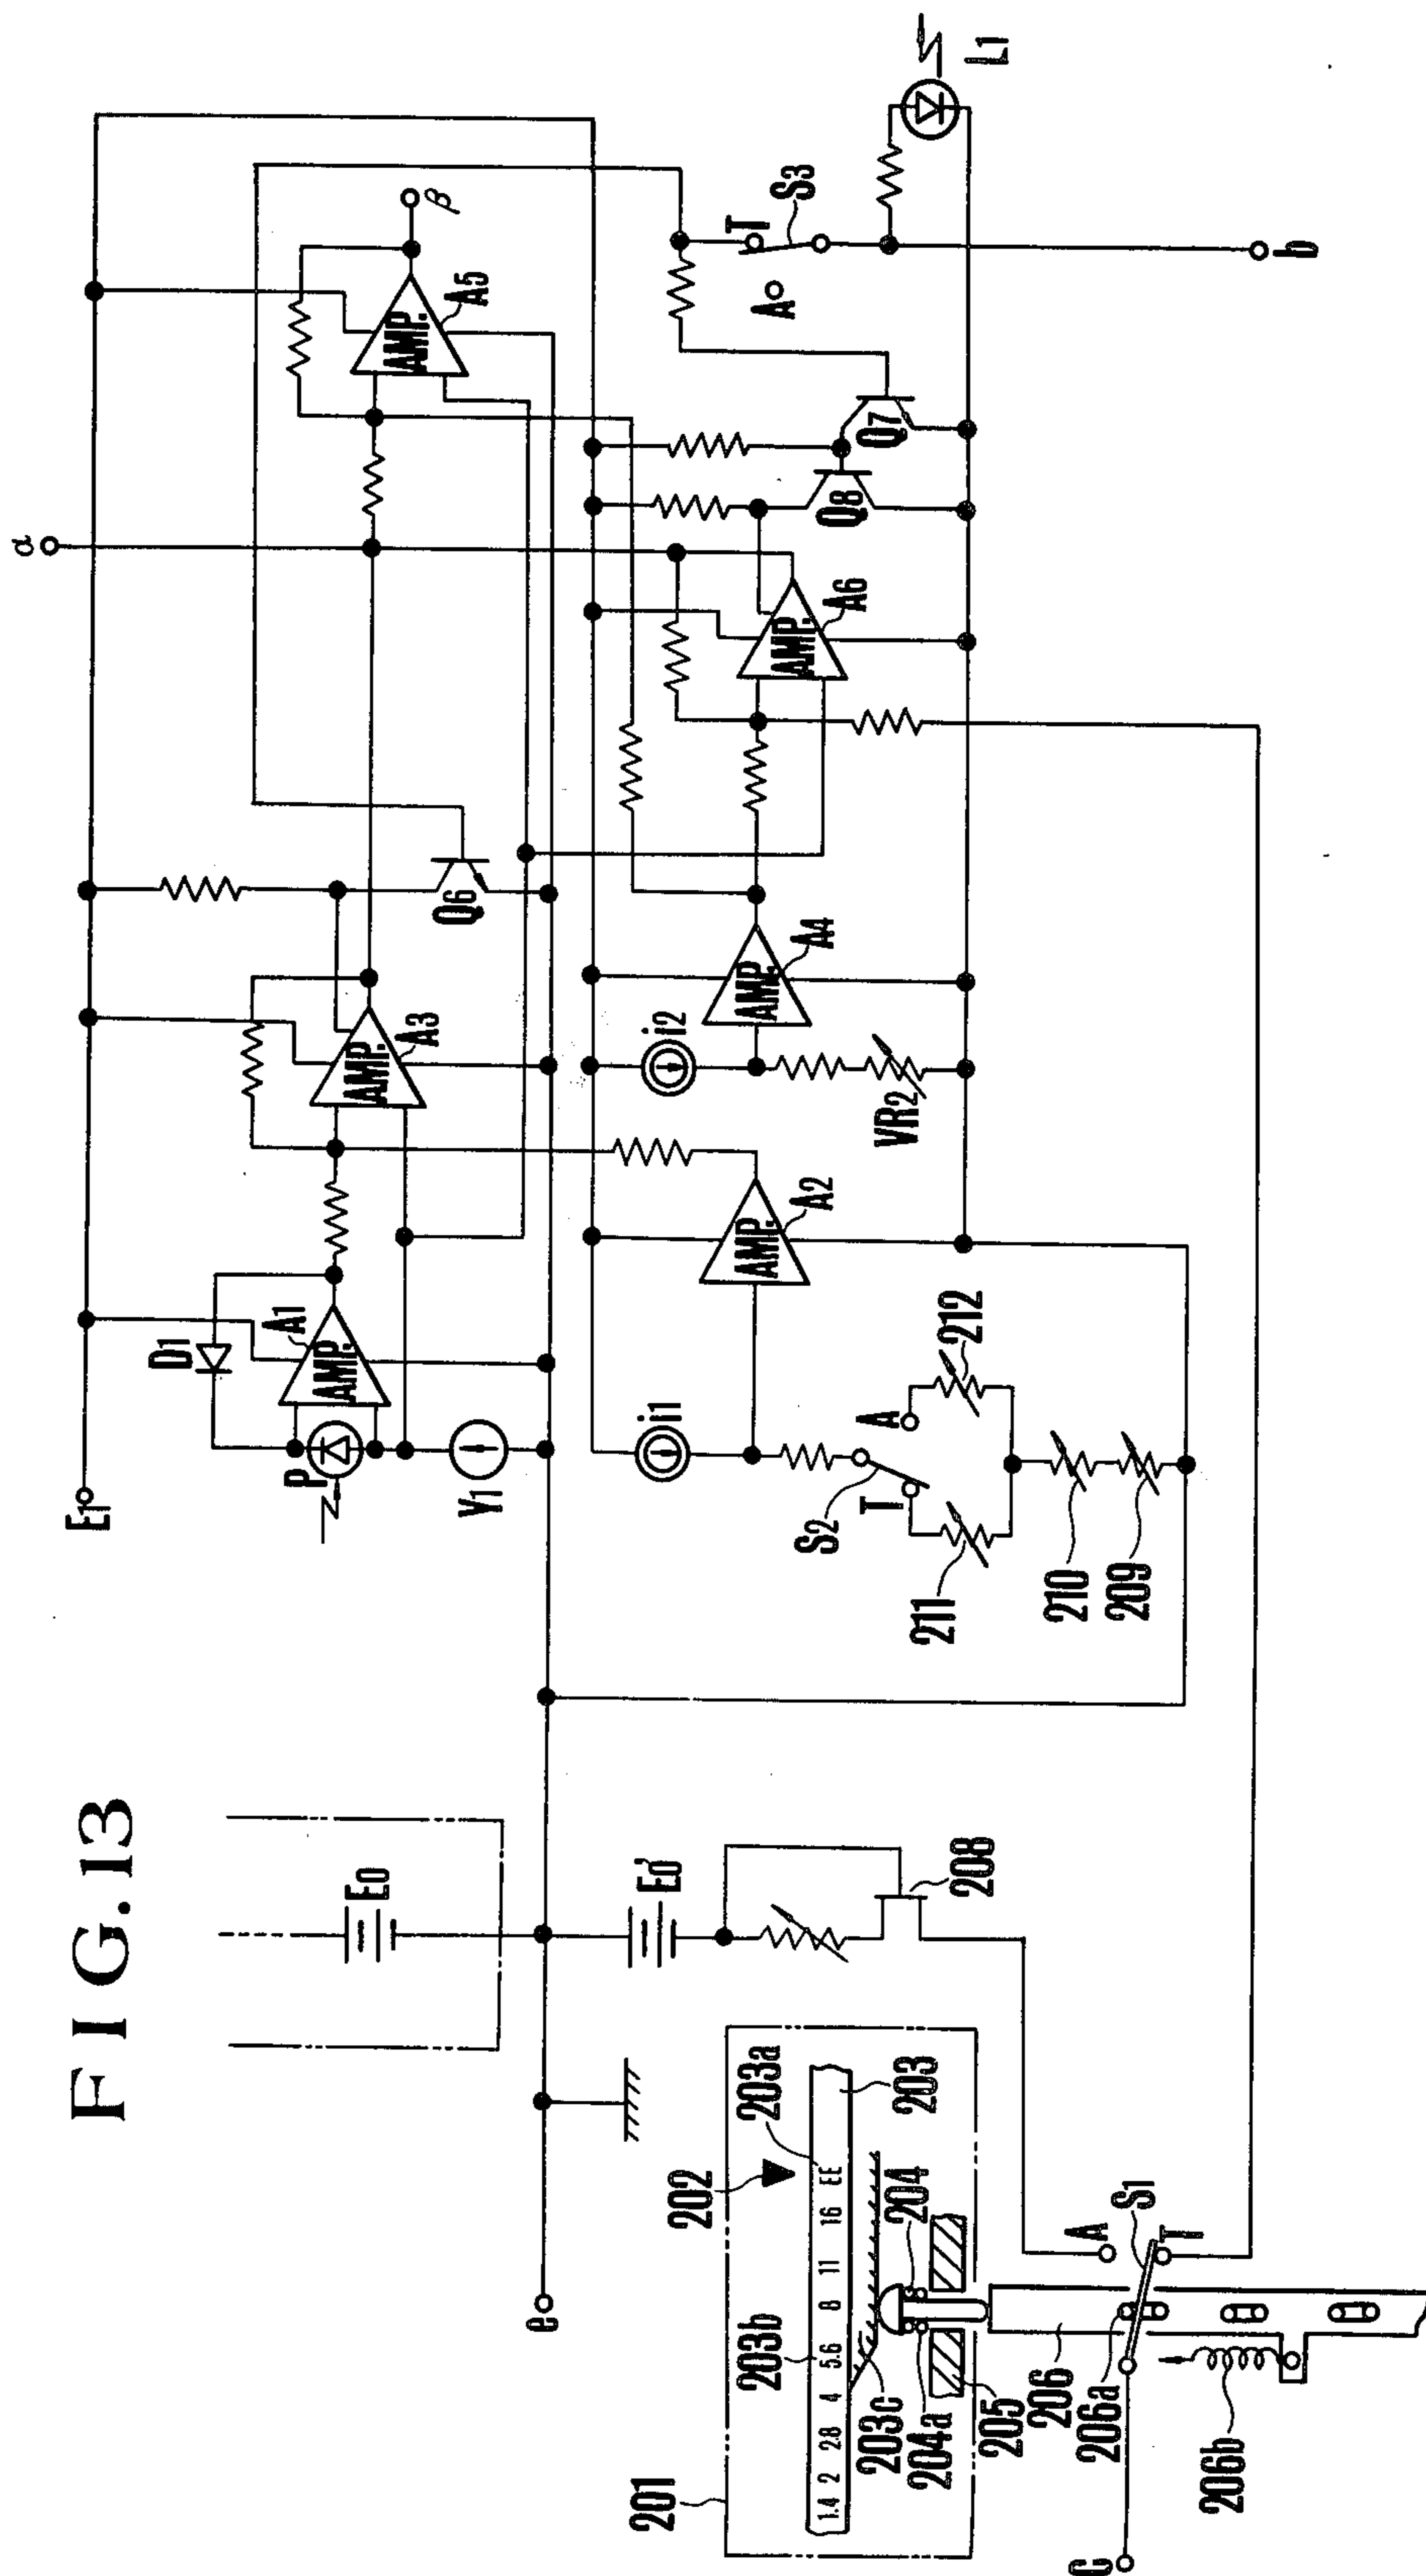 FIG.13
α
E1
D1
A1
AMP.
P
V1
A3
AMP.
Q6
A5
AMP.
β
L1
T
S3
A
b
Q7
Q8
A6
AMP.
A4
AMP.
i2
VR2
A2
AMP.
i1
S2
T
A
211
212
210
209
E0
E0'
208
e
201
202
203a
203
203b
1.4 2 2.8 4 5.6 8 11 16 EE
203c
204
204a
205
206
206a
206b
A
S1
T
C